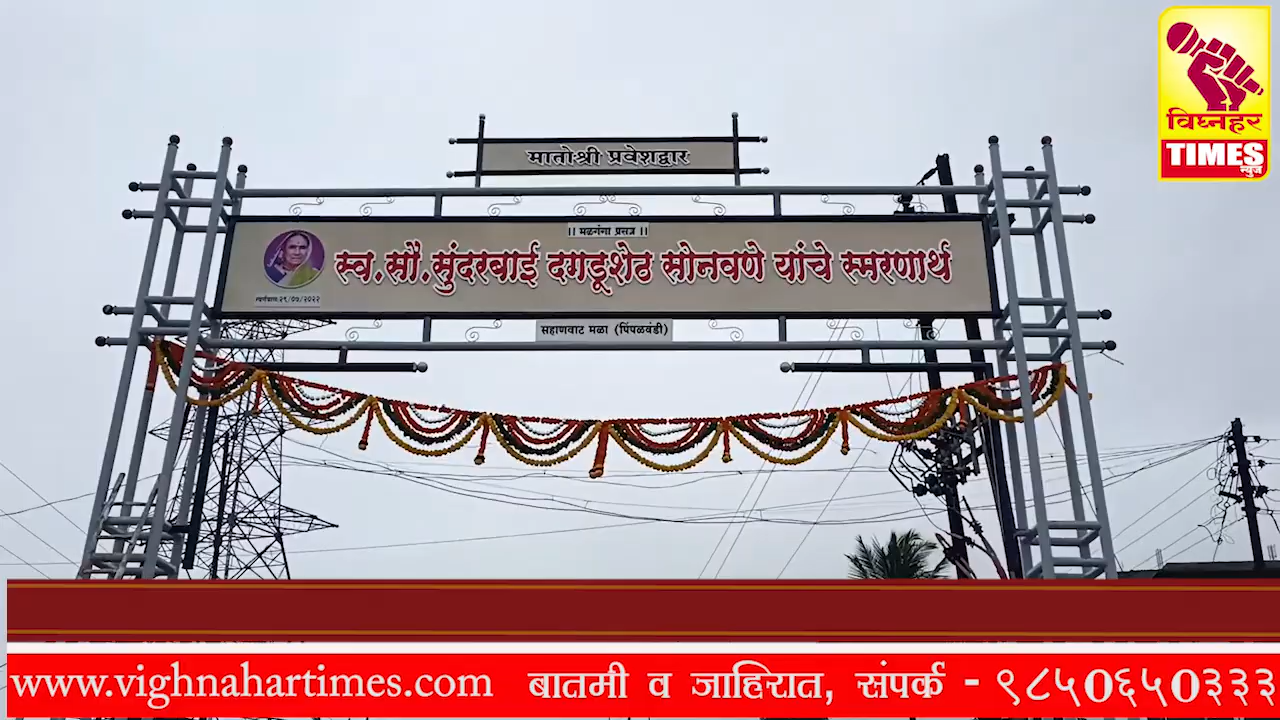 विघ्नहर
TIMES
न्युज
मातोश्री प्रवेशद्वार
|| मळगंगा प्रसन्न ||
स्व.सौ.सुंदरबाई दगडूशेठ सोनवणे यांचे स्मरणार्थ
सहाणवाट मळा (पिंपळवंडी)
www.vighnahartimes.com बातमी व जाहिरात, संपर्क - ९८५०६५०३३३